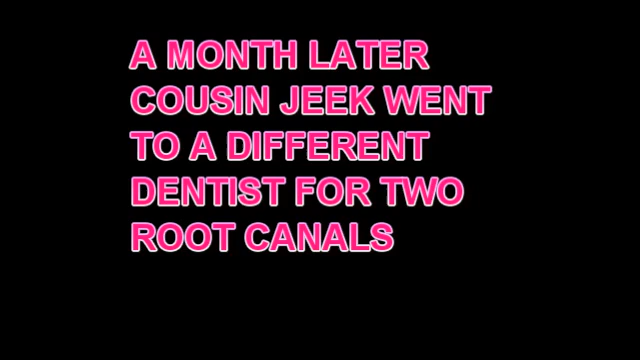 A MONTH LATER
COUSIN JEEK WENT
TO A DIFFERENT
DENTIST FOR TWO
ROOT CANALS